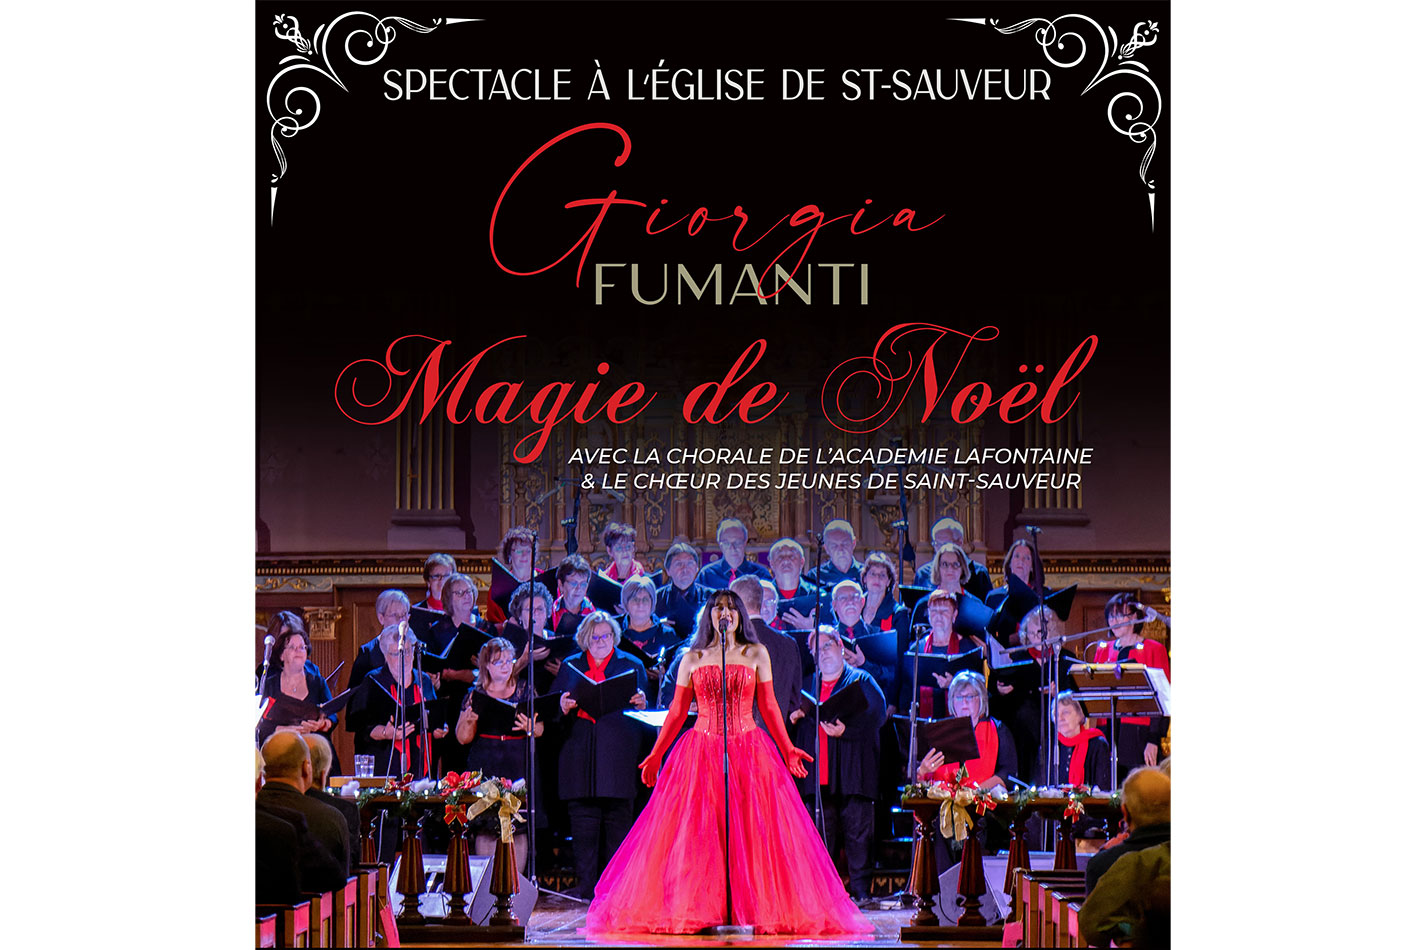 SPECTACLE À L'ÉGLISE DE ST-SAUVEUR
Giorgia
FUMANTI
Magie de Noël
AVEC LA CHORALE DE L'ACADEMIE LAFONTAINE
& LE CHŒUR DES JEUNES DE SAINT-SAUVEUR